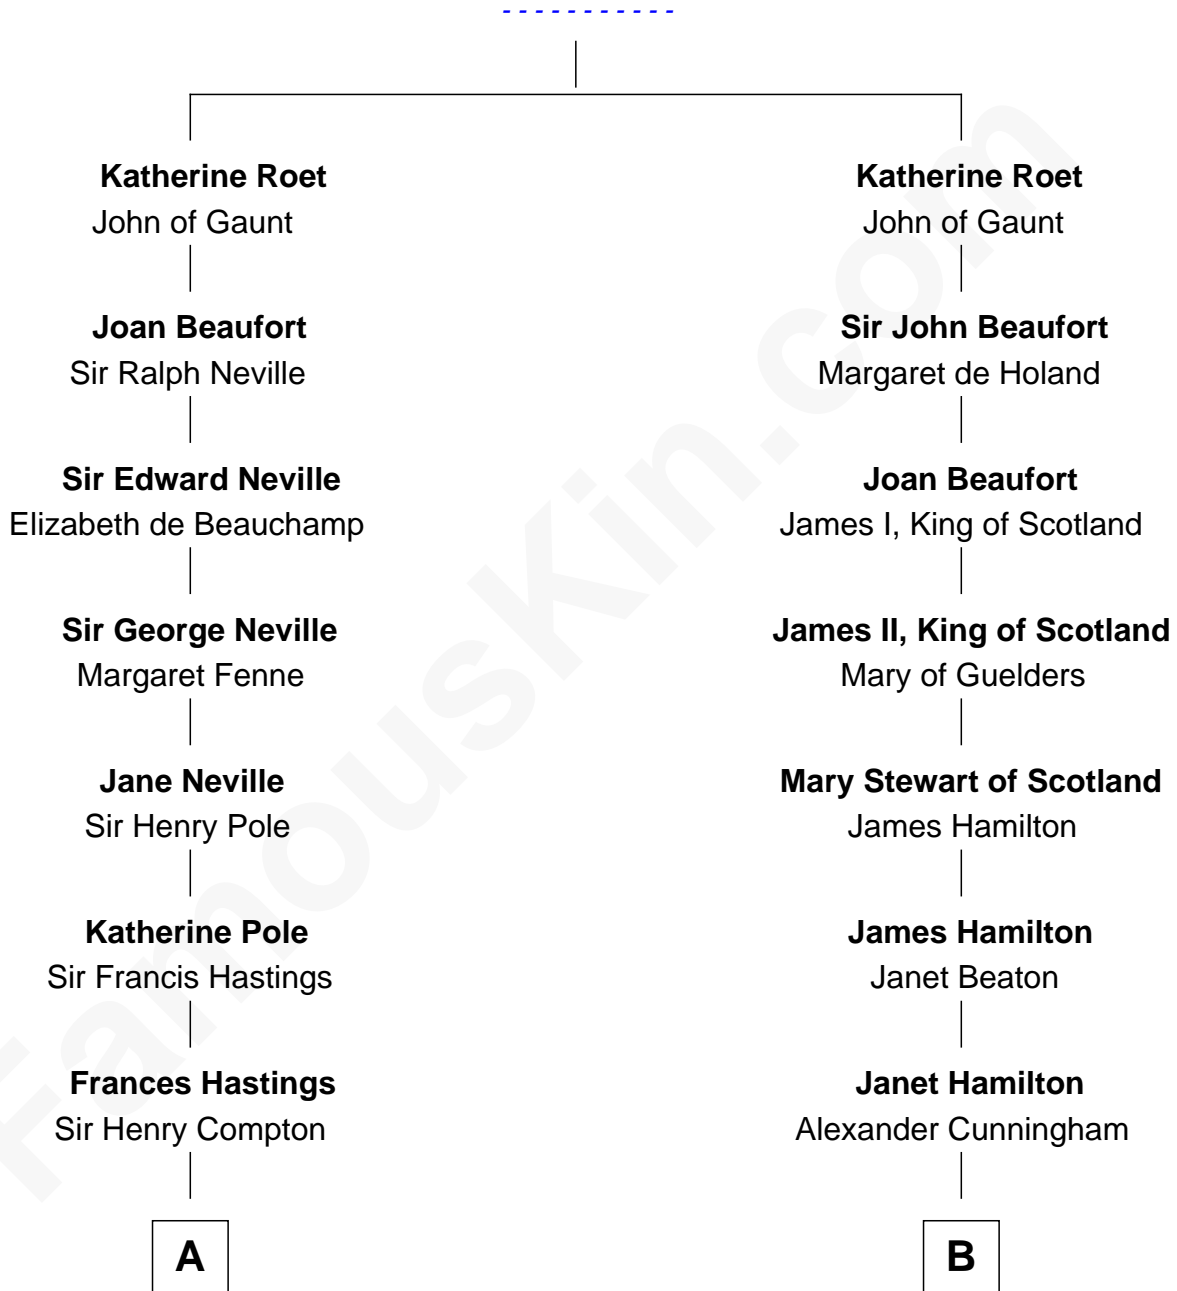 - - - - - - - - - - -
Katherine Roet
John of Gaunt
Joan Beaufort
Sir Ralph Neville
Sir Edward Neville
Elizabeth de Beauchamp
Sir George Neville
Margaret Fenne
Jane Neville
Sir Henry Pole
Katherine Pole
Sir Francis Hastings
Frances Hastings
Sir Henry Compton
A
Katherine Roet
John of Gaunt
Sir John Beaufort
Margaret de Holand
Joan Beaufort
James I, King of Scotland
James II, King of Scotland
Mary of Guelders
Mary Stewart of Scotland
James Hamilton
James Hamilton
Janet Beaton
Janet Hamilton
Alexander Cunningham
B
FamousKin.com